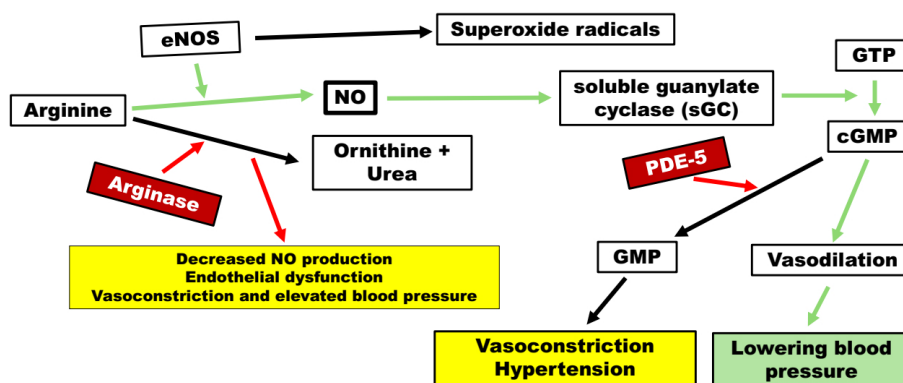 eNOS
Superoxide radicals
GTP
Arginine
NO
soluble guanylate
cyclase (sGC)
cGMP
Ornithine +
Urea
PDE-5
Arginase
Decreased NO production
Endothelial dysfunction
Vasoconstriction and elevated blood pressure
GMP
Vasodilation
Vasoconstriction
Hypertension
Lowering blood
pressure